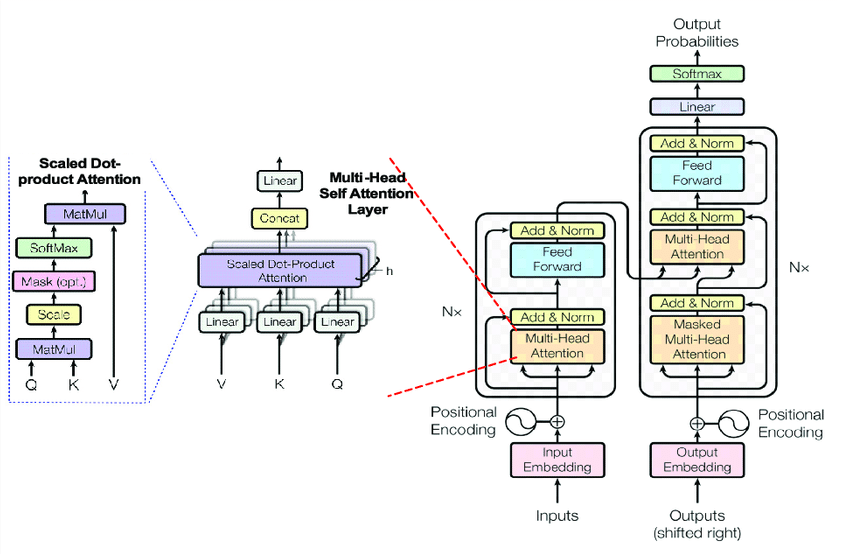 Scaled Dot-
product Attention
MatMul
SoftMax
Mask (opt.)
Scale
MatMul
Q
K
V
Multi-Head
Self Attention
Layer
Linear
Concat
Scaled Dot-Product
Attention
h
Linear
Linear
Linear
V
K
Q
Nx
Add & Norm
Feed
Forward
Add & Norm
Multi-Head
Attention
Positional
Encoding
Input
Embedding
Inputs
Output
Probabilities
Softmax
Linear
Add & Norm
Feed
Forward
Add & Norm
Multi-Head
Attention
Nx
Add & Norm
Masked
Multi-Head
Attention
Positional
Encoding
Output
Embedding
Outputs
(shifted right)